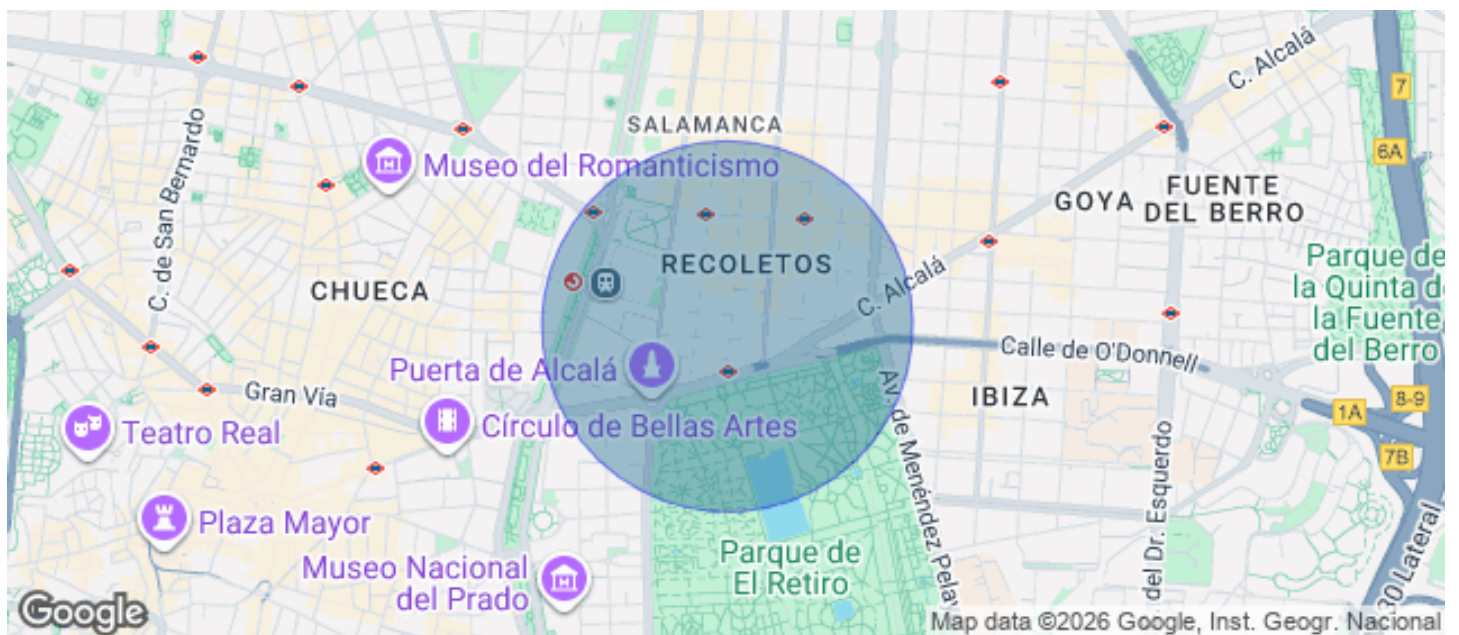 C. Alcalá
7
6A
SALAMANCA
Museo del Romanticismo
C. de San Bernardo
GOYA
FUENTE
DEL BERRO
RECOLETOS
CHUECA
C. Alcalá
Parque de
la Quinta d
la Fuente
del Berro
Calle de O'Donnell
Puerta de Alcalá
Gran Vía
IBIZA
8-9
1A
7B
Teatro Real
Círculo de Bellas Artes
Av. de Menéndez Pelay
del Dr. Esquerdo
Plaza Mayor
30 Lateral
Museo Nacional
del Prado
Parque de
El Retiro
Google
Map data ©2026 Google, Inst. Geogr. Nacional